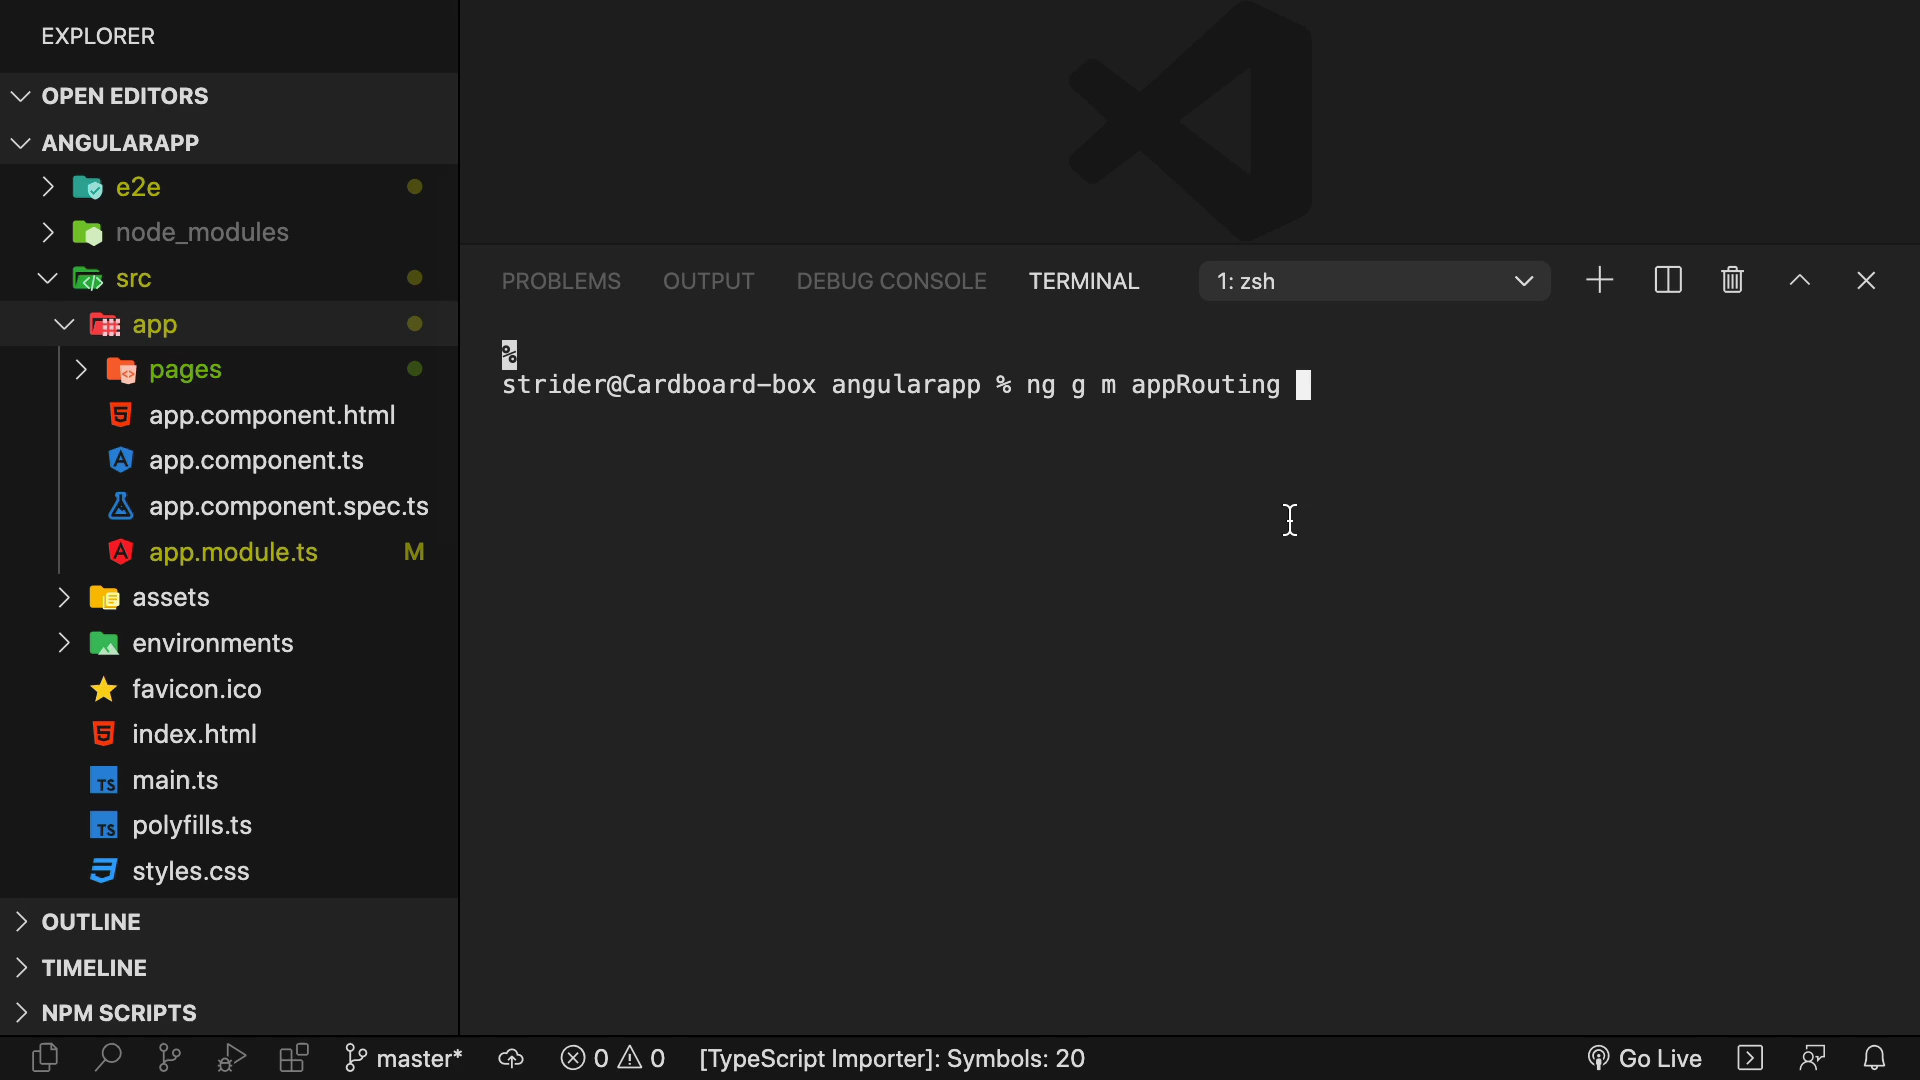 EXPLORER
OPEN EDITORS
ANGULARAPP
e2e
node_modules
src
app
pages
app.component.html
app.component.ts
app.component.spec.ts
app.module.ts M
assets
environments
favicon.ico
index.html
main.ts
polyfills.ts
styles.css
OUTLINE
TIMELINE
NPM SCRIPTS
PROBLEMS OUTPUT DEBUG CONSOLE TERMINAL 1: zsh
%
strider@Cardboard-box angularapp % ng g m appRouting
master* 0 0 [TypeScript Importer]: Symbols: 20 Go Live